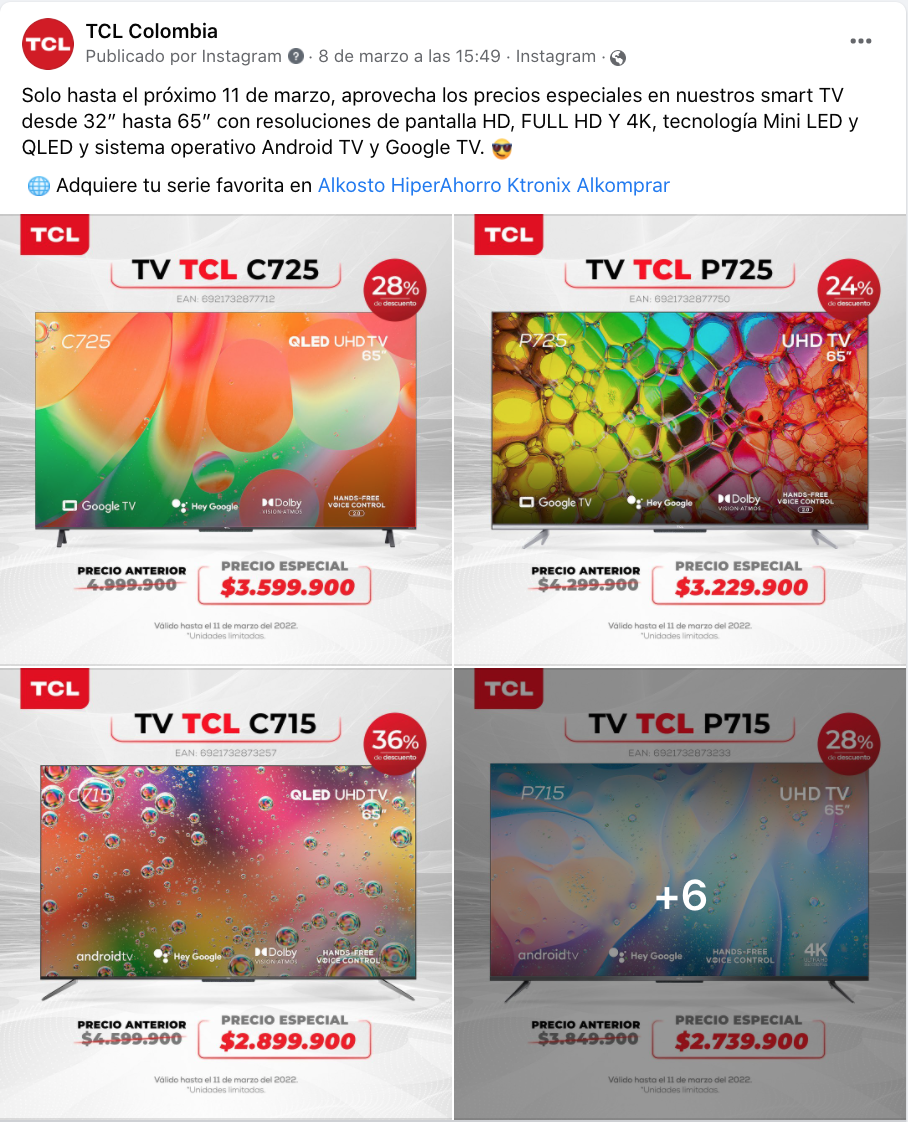 TCL
TCL Colombia
Publicado por Instagram ? · 8 de marzo a las 15:49 · Instagram ·
Solo hasta el próximo 11 de marzo, aprovecha los precios especiales en nuestros smart TV
desde 32” hasta 65” con resoluciones de pantalla HD, FULL HD Y 4K, tecnología Mini LED y
QLED y sistema operativo Android TV y Google TV. 😎
🌐 Adquiere tu serie favorita en Alkosto HiperAhorro Ktronix Alkomprar
TCL
TV TCL C725
EAN: 6921732877712
28%
de descuento
C725
QLED UHD TV
65”
Google TV
Hey Google
Dolby
VISION·ATMOS
HANDS-FREE
VOICE CONTROL
2.0
TCL
PRECIO ANTERIOR
4.999.900
PRECIO ESPECIAL
$3.599.900
Válido hasta el 11 de marzo del 2022.
*Unidades limitadas.
TCL
TV TCL P725
EAN: 6921732877750
24%
de descuento
P725
UHD TV
65”
Google TV
Hey Google
Dolby
VISION·ATMOS
HANDS-FREE
VOICE CONTROL
2.0
PRECIO ANTERIOR
$4.299.900
PRECIO ESPECIAL
$3.229.900
Válido hasta el 11 de marzo del 2022.
*Unidades limitadas.
TCL
TV TCL C715
EAN: 6921732873257
36%
de descuento
C715
QLED UHD TV
65”
androidtv
Hey Google
Dolby
VISION·ATMOS
HANDS-FREE
VOICE CONTROL
PRECIO ANTERIOR
$4.599.900
PRECIO ESPECIAL
$2.899.900
Válido hasta el 11 de marzo del 2022.
*Unidades limitadas.
TCL
TV TCL P715
EAN: 6921732873233
28%
de descuento
P715
UHD TV
65”
+6
androidtv
Hey Google
HANDS-FREE
VOICE CONTROL
4K
PRECIO ANTERIOR
$3.849.900
PRECIO ESPECIAL
$2.739.900
Válido hasta el 11 de marzo del 2022.
*Unidades limitadas.